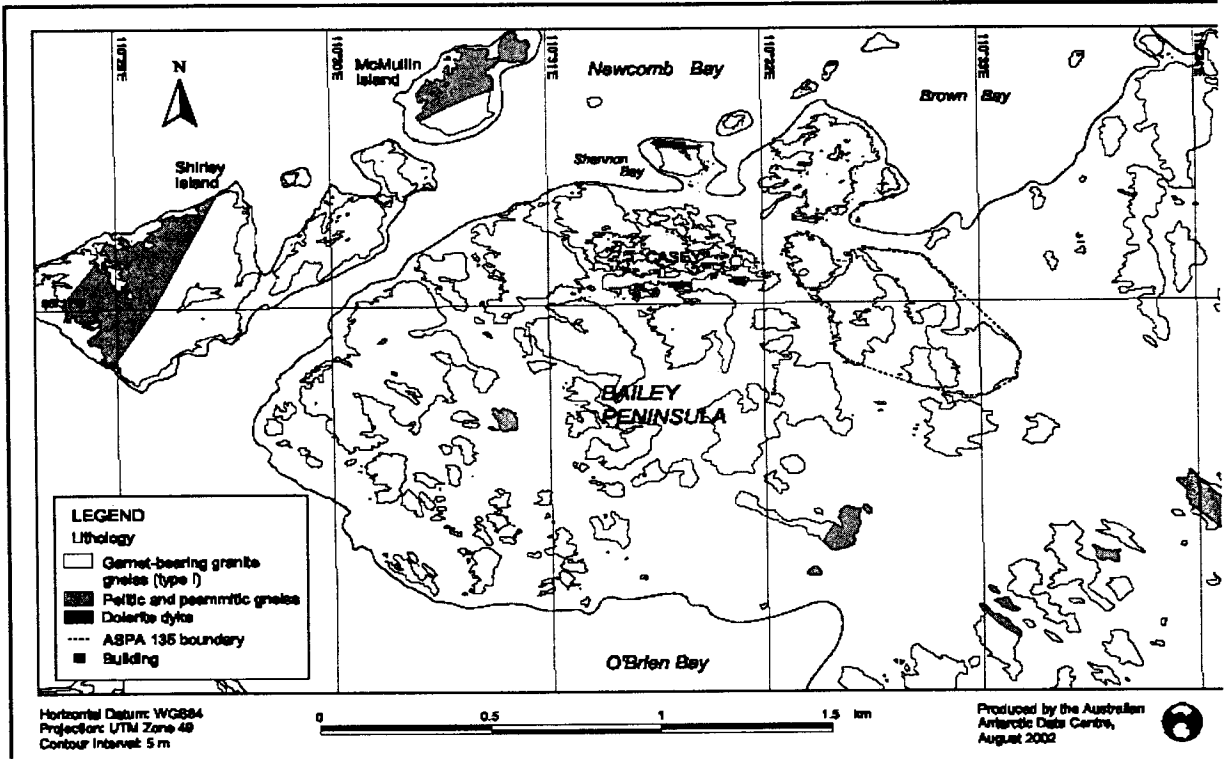 110°29'E
110°30'E
110°31'E
110°32'E
110°33'E
N
McMullin
Island
Newcomb Bay
Brown Bay
Shirley
Island
Shannon
Bay
CASEY
BAILEY
PENINSULA
O'Brien Bay
LEGEND
Lithology
Garnet-bearing granite
gneiss (type I)
Pelitic and psammitic gneiss
Dolerite dyke
ASPA 135 boundary
Building
Horizontal Datum: WGS84
Projection: UTM Zone 49
Contour Interval: 5 m
0 0.5 1 1.5 km
Produced by the Australian
Antarctic Data Centre,
August 2002